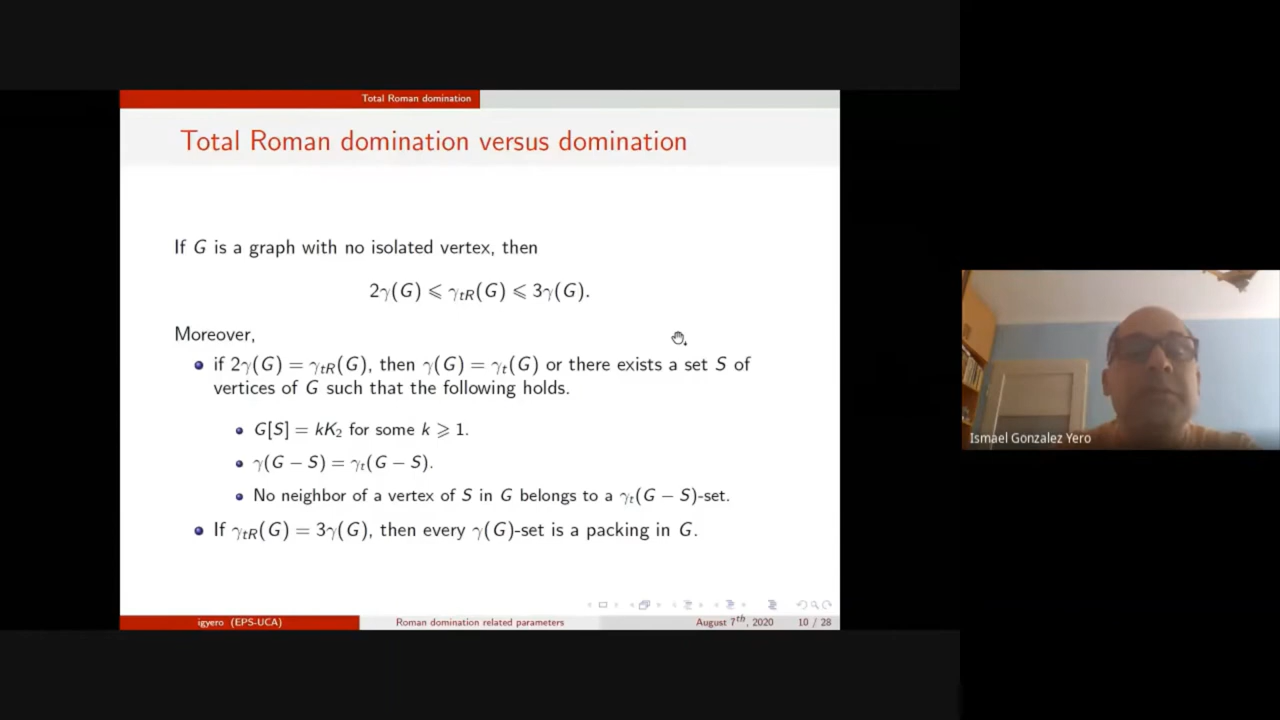 Total Roman domination
Total Roman domination versus domination
If G is a graph with no isolated vertex, then
2γ(G) ⩽ γtR(G) ⩽ 3γ(G).
Moreover,
if 2γ(G) = γtR(G), then γ(G) = γt(G) or there exists a set S of
vertices of G such that the following holds.
G[S] = kK2 for some k ⩾ 1.
γ(G − S) = γt(G − S).
No neighbor of a vertex of S in G belongs to a γt(G − S)-set.
If γtR(G) = 3γ(G), then every γ(G)-set is a packing in G.
igyero (EPS-UCA) Roman domination related parameters August 7th, 2020 10 / 28
Ismael Gonzalez Yero